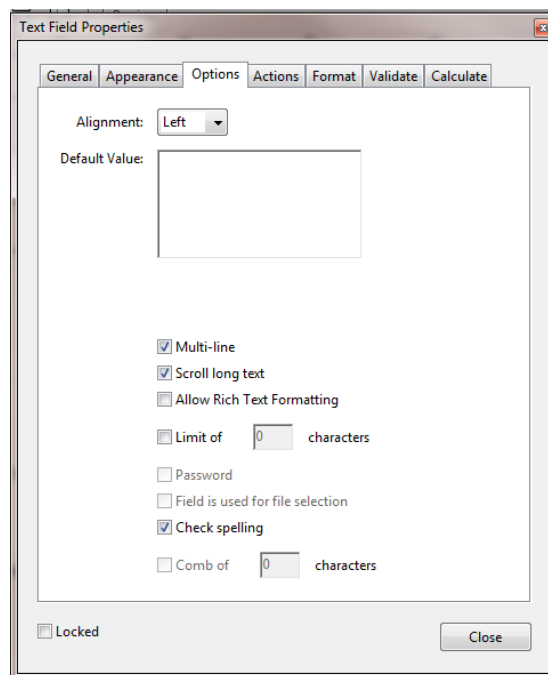 Text Field Properties
General Appearance Options Actions Format Validate Calculate
Alignment: Left
Default Value:
Multi-line
Scroll long text
Allow Rich Text Formatting
Limit of 0 characters
Password
Field is used for file selection
Check spelling
Comb of 0 characters
Locked
Close